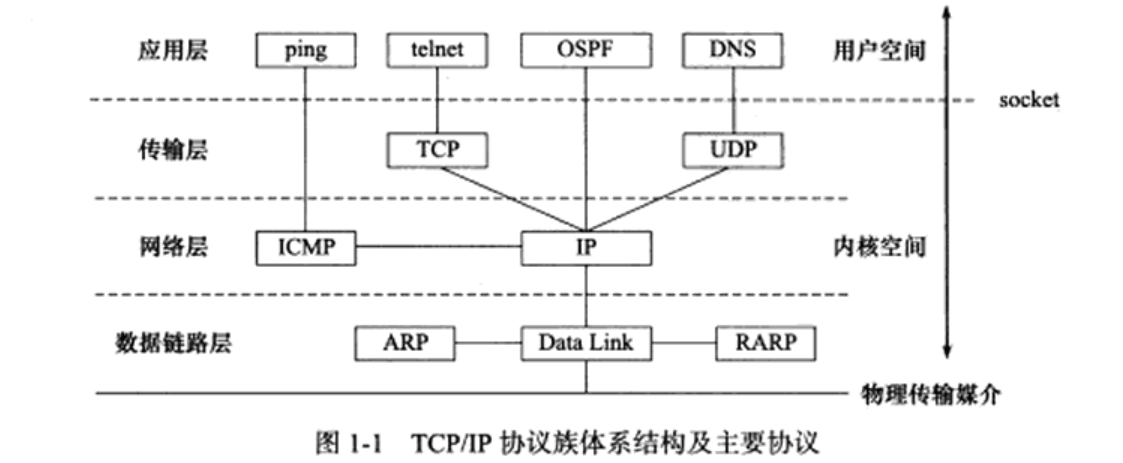 应用层 ping telnet OSPF DNS 用户空间
socket
传输层 TCP UDP
网络层 ICMP IP 内核空间
数据链路层 ARP Data Link RARP
物理传输媒介
图 1-1 TCP/IP 协议族体系结构及主要协议